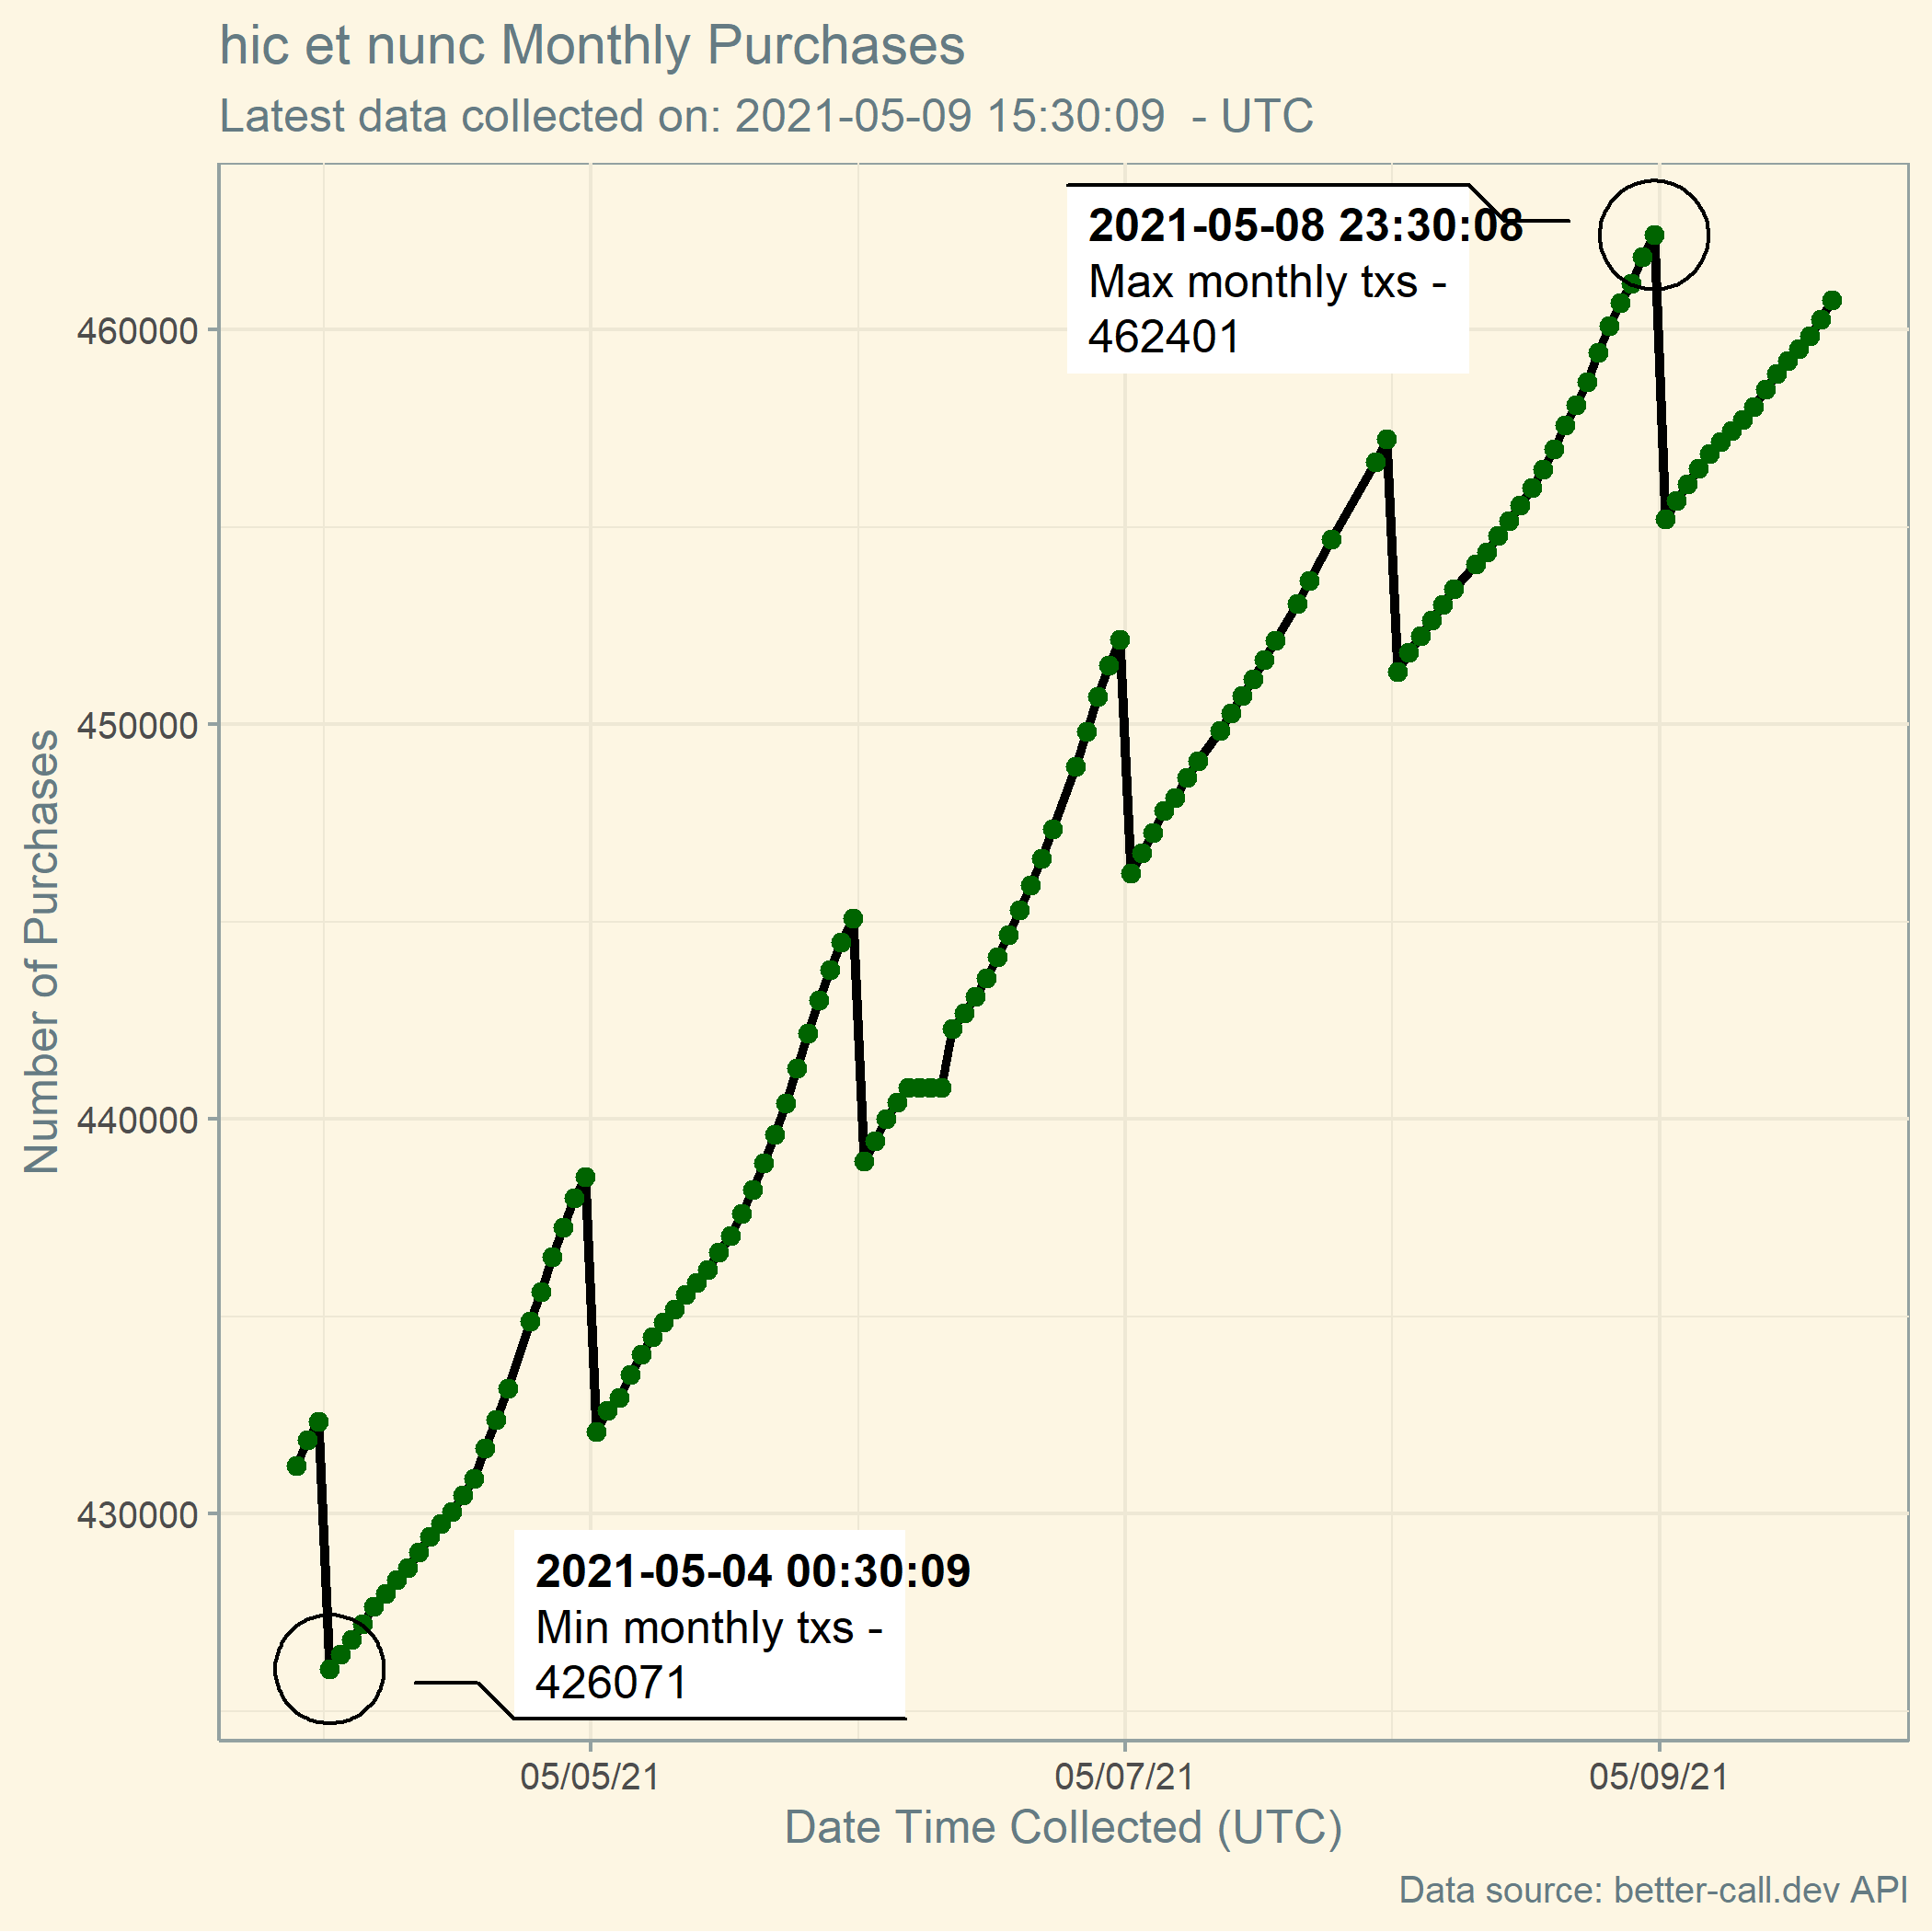 hic et nunc Monthly Purchases
Latest data collected on: 2021-05-09 15:30:09  - UTC
2021-05-08 23:30:08
Max monthly txs -
462401
460000
450000
440000
430000
Number of Purchases
2021-05-04 00:30:09
Min monthly txs -
426071
05/05/21
05/07/21
05/09/21
Date Time Collected (UTC)
Data source: better-call.dev API